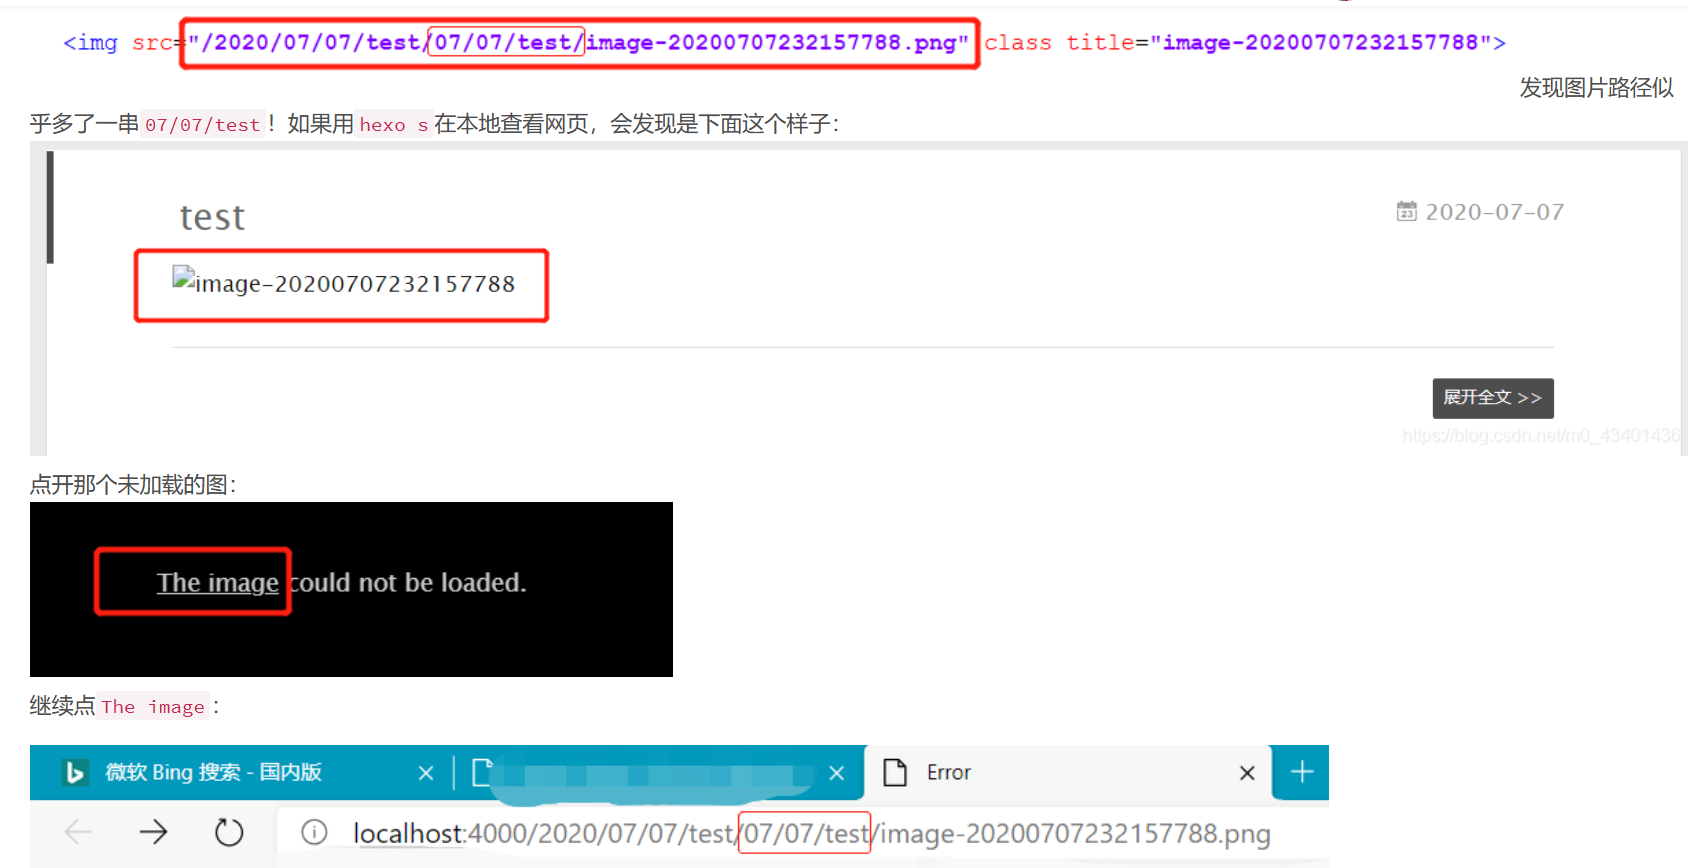 <img src="/2020/07/07/test/07/07/test/image-20200707232157788.png" class title="image-20200707232157788">
发现图片路径似
乎多了一串 07/07/test ！如果用 hexo s 在本地查看网页，会发现是下面这个样子：
test
2020-07-07
23
image-20200707232157788
展开全文 >>
https://blog.csdn.net/m0_43401436
点开那个未加载的图：
The image could not be loaded.
继续点 The image ：
微软 Bing 搜索 - 国内版
Error
localhost:4000/2020/07/07/test/07/07/test/image-20200707232157788.png